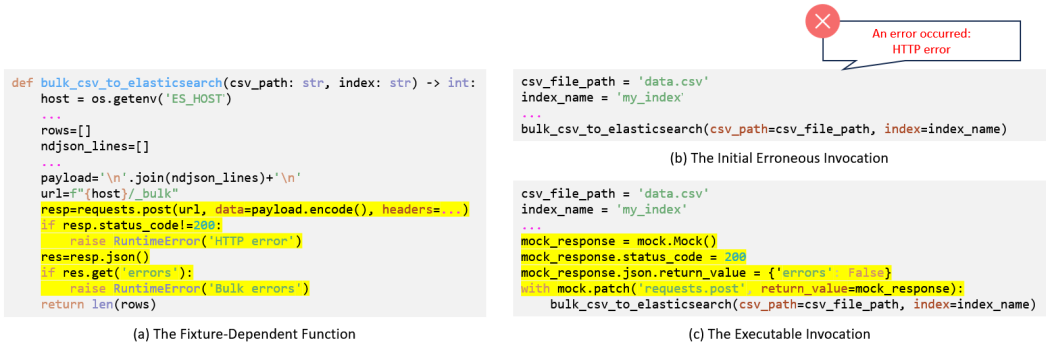 def bulk_csv_to_elasticsearch(csv_path: str, index: str) -> int:
    host = os.getenv('ES_HOST')
    ...
    rows=[]
    ndjson_lines=[]
    ...
    payload='\n'.join(ndjson_lines)+'\n'
    url=f"{host}/_bulk"
    resp=requests.post(url, data=payload.encode(), headers=...)
    if resp.status_code!=200:
        raise RuntimeError('HTTP error')
    res=resp.json()
    if res.get('errors'):
        raise RuntimeError('Bulk errors')
    return len(rows)
(a) The Fixture-Dependent Function
An error occurred:
HTTP error
csv_file_path = 'data.csv'
index_name = 'my_index'
...
bulk_csv_to_elasticsearch(csv_path=csv_file_path, index=index_name)
(b) The Initial Erroneous Invocation
csv_file_path = 'data.csv'
index_name = 'my_index'
...
mock_response = mock.Mock()
mock_response.status_code = 200
mock_response.json.return_value = {'errors': False}
with mock.patch('requests.post', return_value=mock_response):
    bulk_csv_to_elasticsearch(csv_path=csv_file_path, index=index_name)
(c) The Executable Invocation